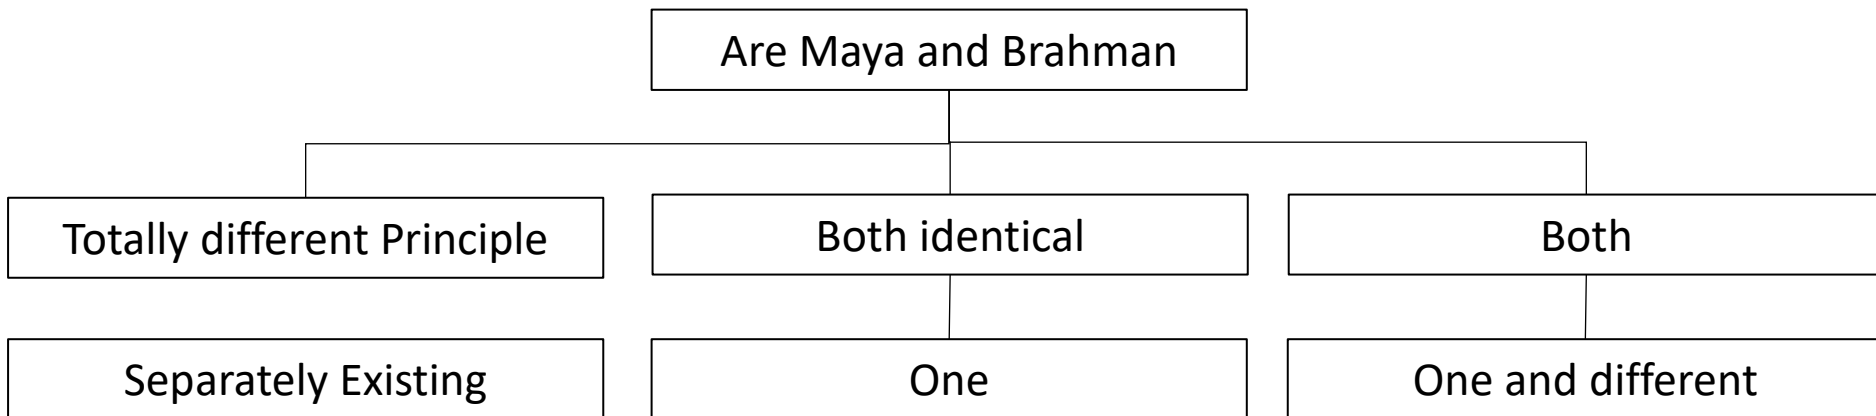 Are Maya and Brahman
Totally different Principle
Both identical
Both
Separately Existing
One
One and different